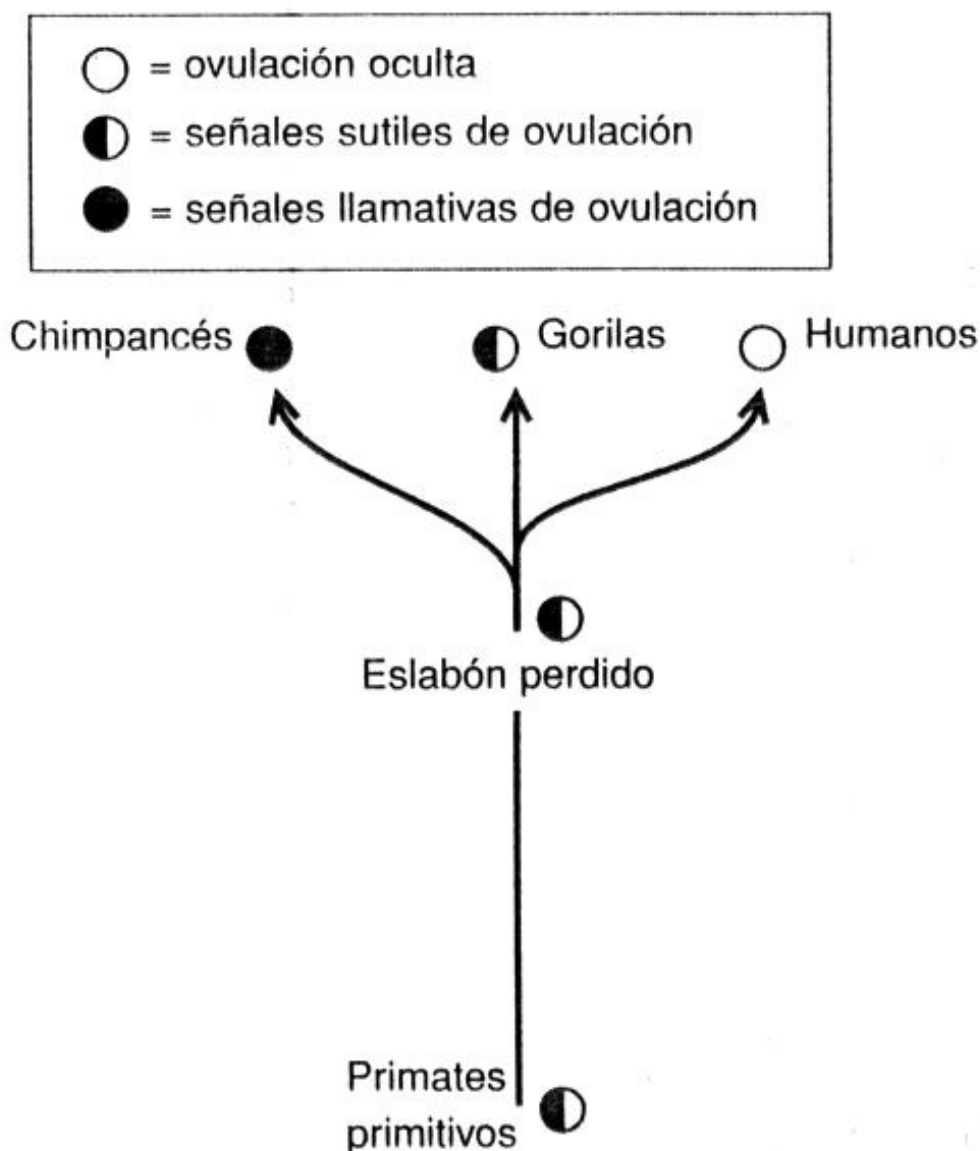 = ovulación oculta
= señales sutiles de ovulación
= señales llamativas de ovulación
Chimpancés
Gorilas
Humanos
Eslabón perdido
Primates
primitivos